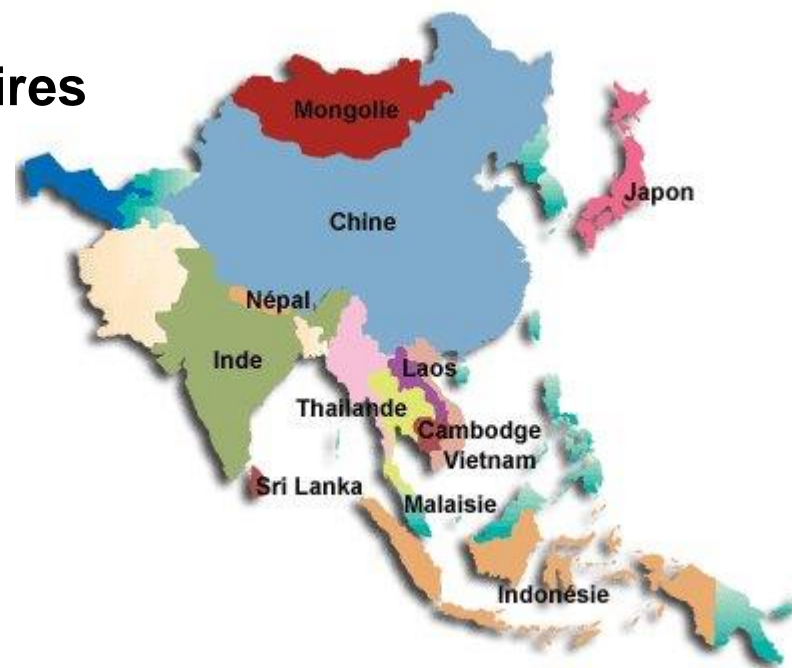 ires
Mongolie
Japon
Chine
Népal
Inde
Laos
Thailande
Cambodge
Vietnam
Sri Lanka
Malaisie
Indonésie